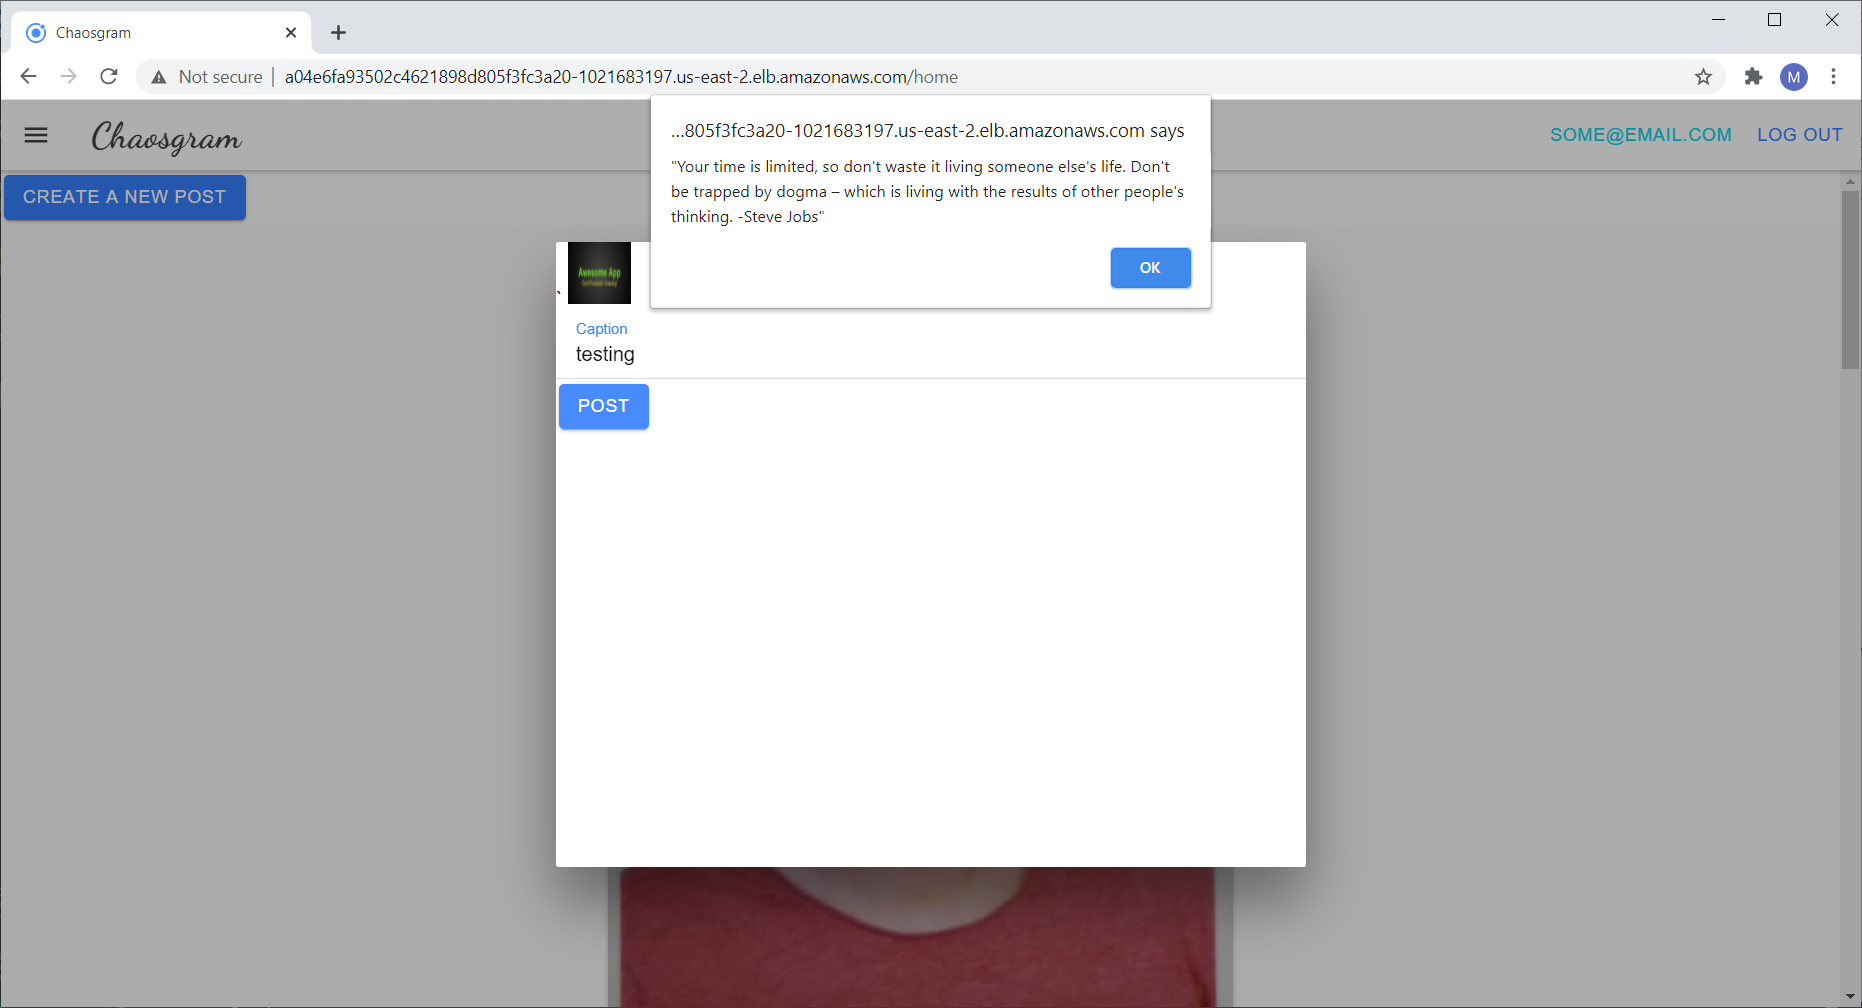 Chaosgram
Not secure | a04e6fa93502c4621898d805f3fc3a20-1021683197.us-east-2.elb.amazonaws.com/home
M
Chaosgram
SOME@EMAIL.COM
LOG OUT
CREATE A NEW POST
...805f3fc3a20-1021683197.us-east-2.elb.amazonaws.com says
"Your time is limited, so don't waste it living someone else's life. Don't
be trapped by dogma – which is living with the results of other people's
thinking. -Steve Jobs"
OK
Awesome App
`
Caption
testing
POST